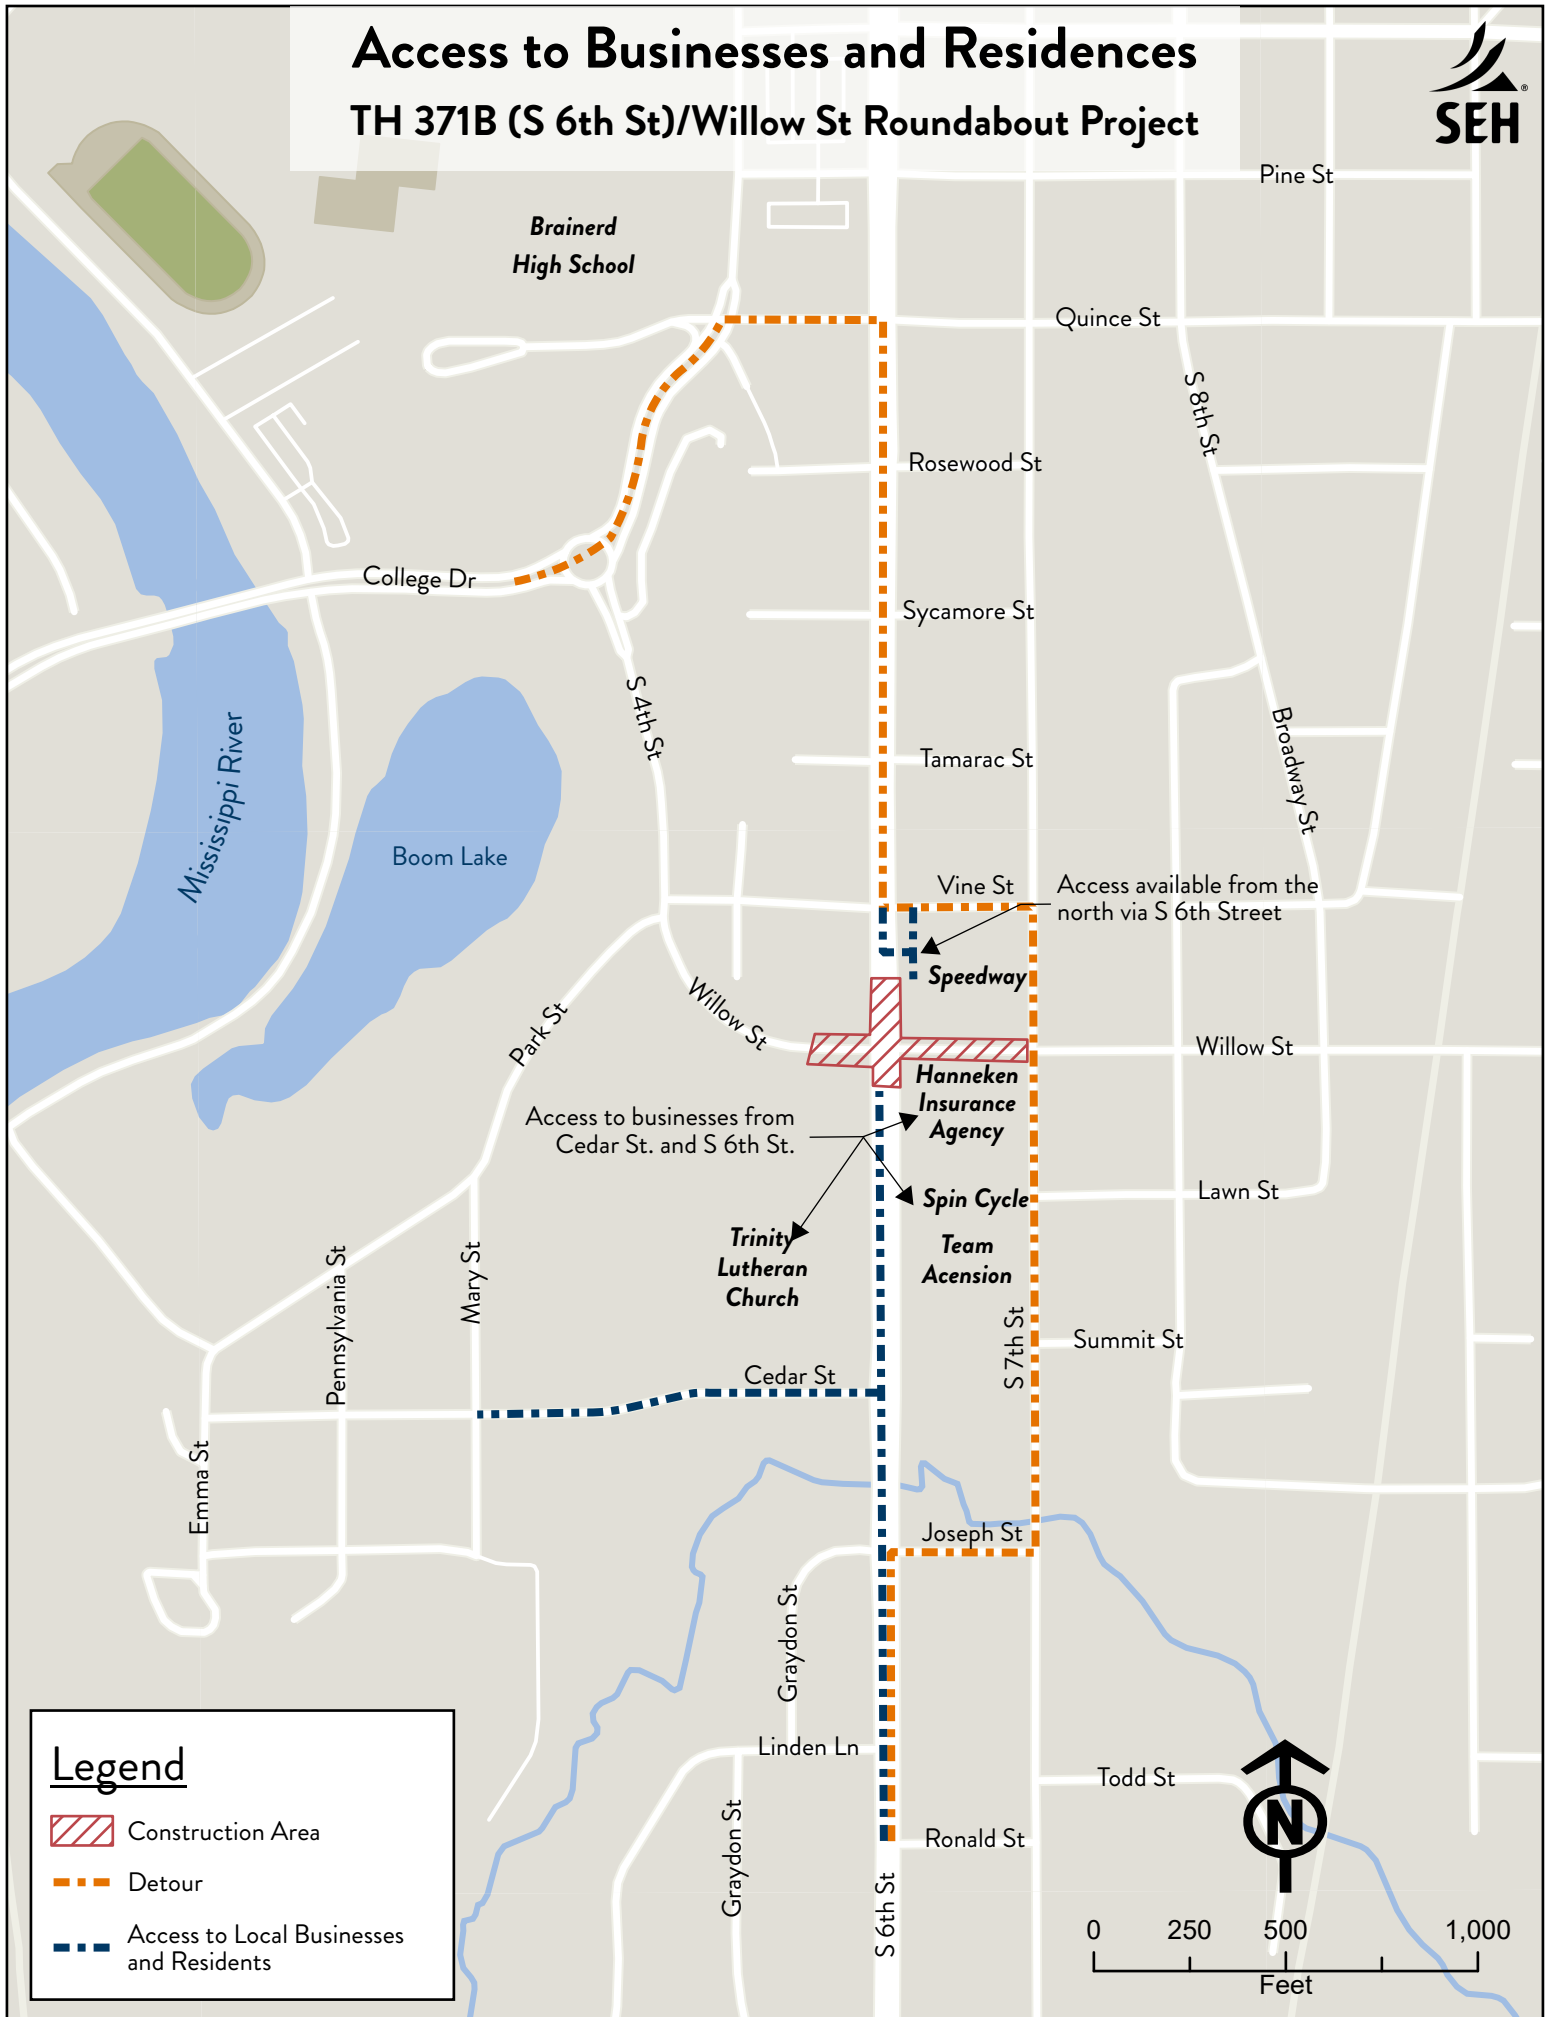 Access to Businesses and Residences
TH 371B (S 6th St)/Willow St Roundabout Project
SEH
®
Pine St
Brainerd
High School
Quince St
S 8th St
Rosewood St
College Dr
Sycamore St
S 4th St
Tamarac St
Broadway St
Mississippi River
Boom Lake
Vine St
Access available from the
north via S 6th Street
Speedway
Willow St
Park St
Willow St
Hanneken
Insurance
Agency
Access to businesses from
Cedar St. and S 6th St.
Lawn St
Spin Cycle
Trinity
Lutheran
Church
Team
Acension
Pennsylvania St
Mary St
S 7th St
Summit St
Cedar St
Emma St
Joseph St
Graydon St
Linden Ln
Todd St
Graydon St
Ronald St
S 6th St
N
Legend
Construction Area
Detour
Access to Local Businesses
and Residents
0 250 500 1,000
Feet